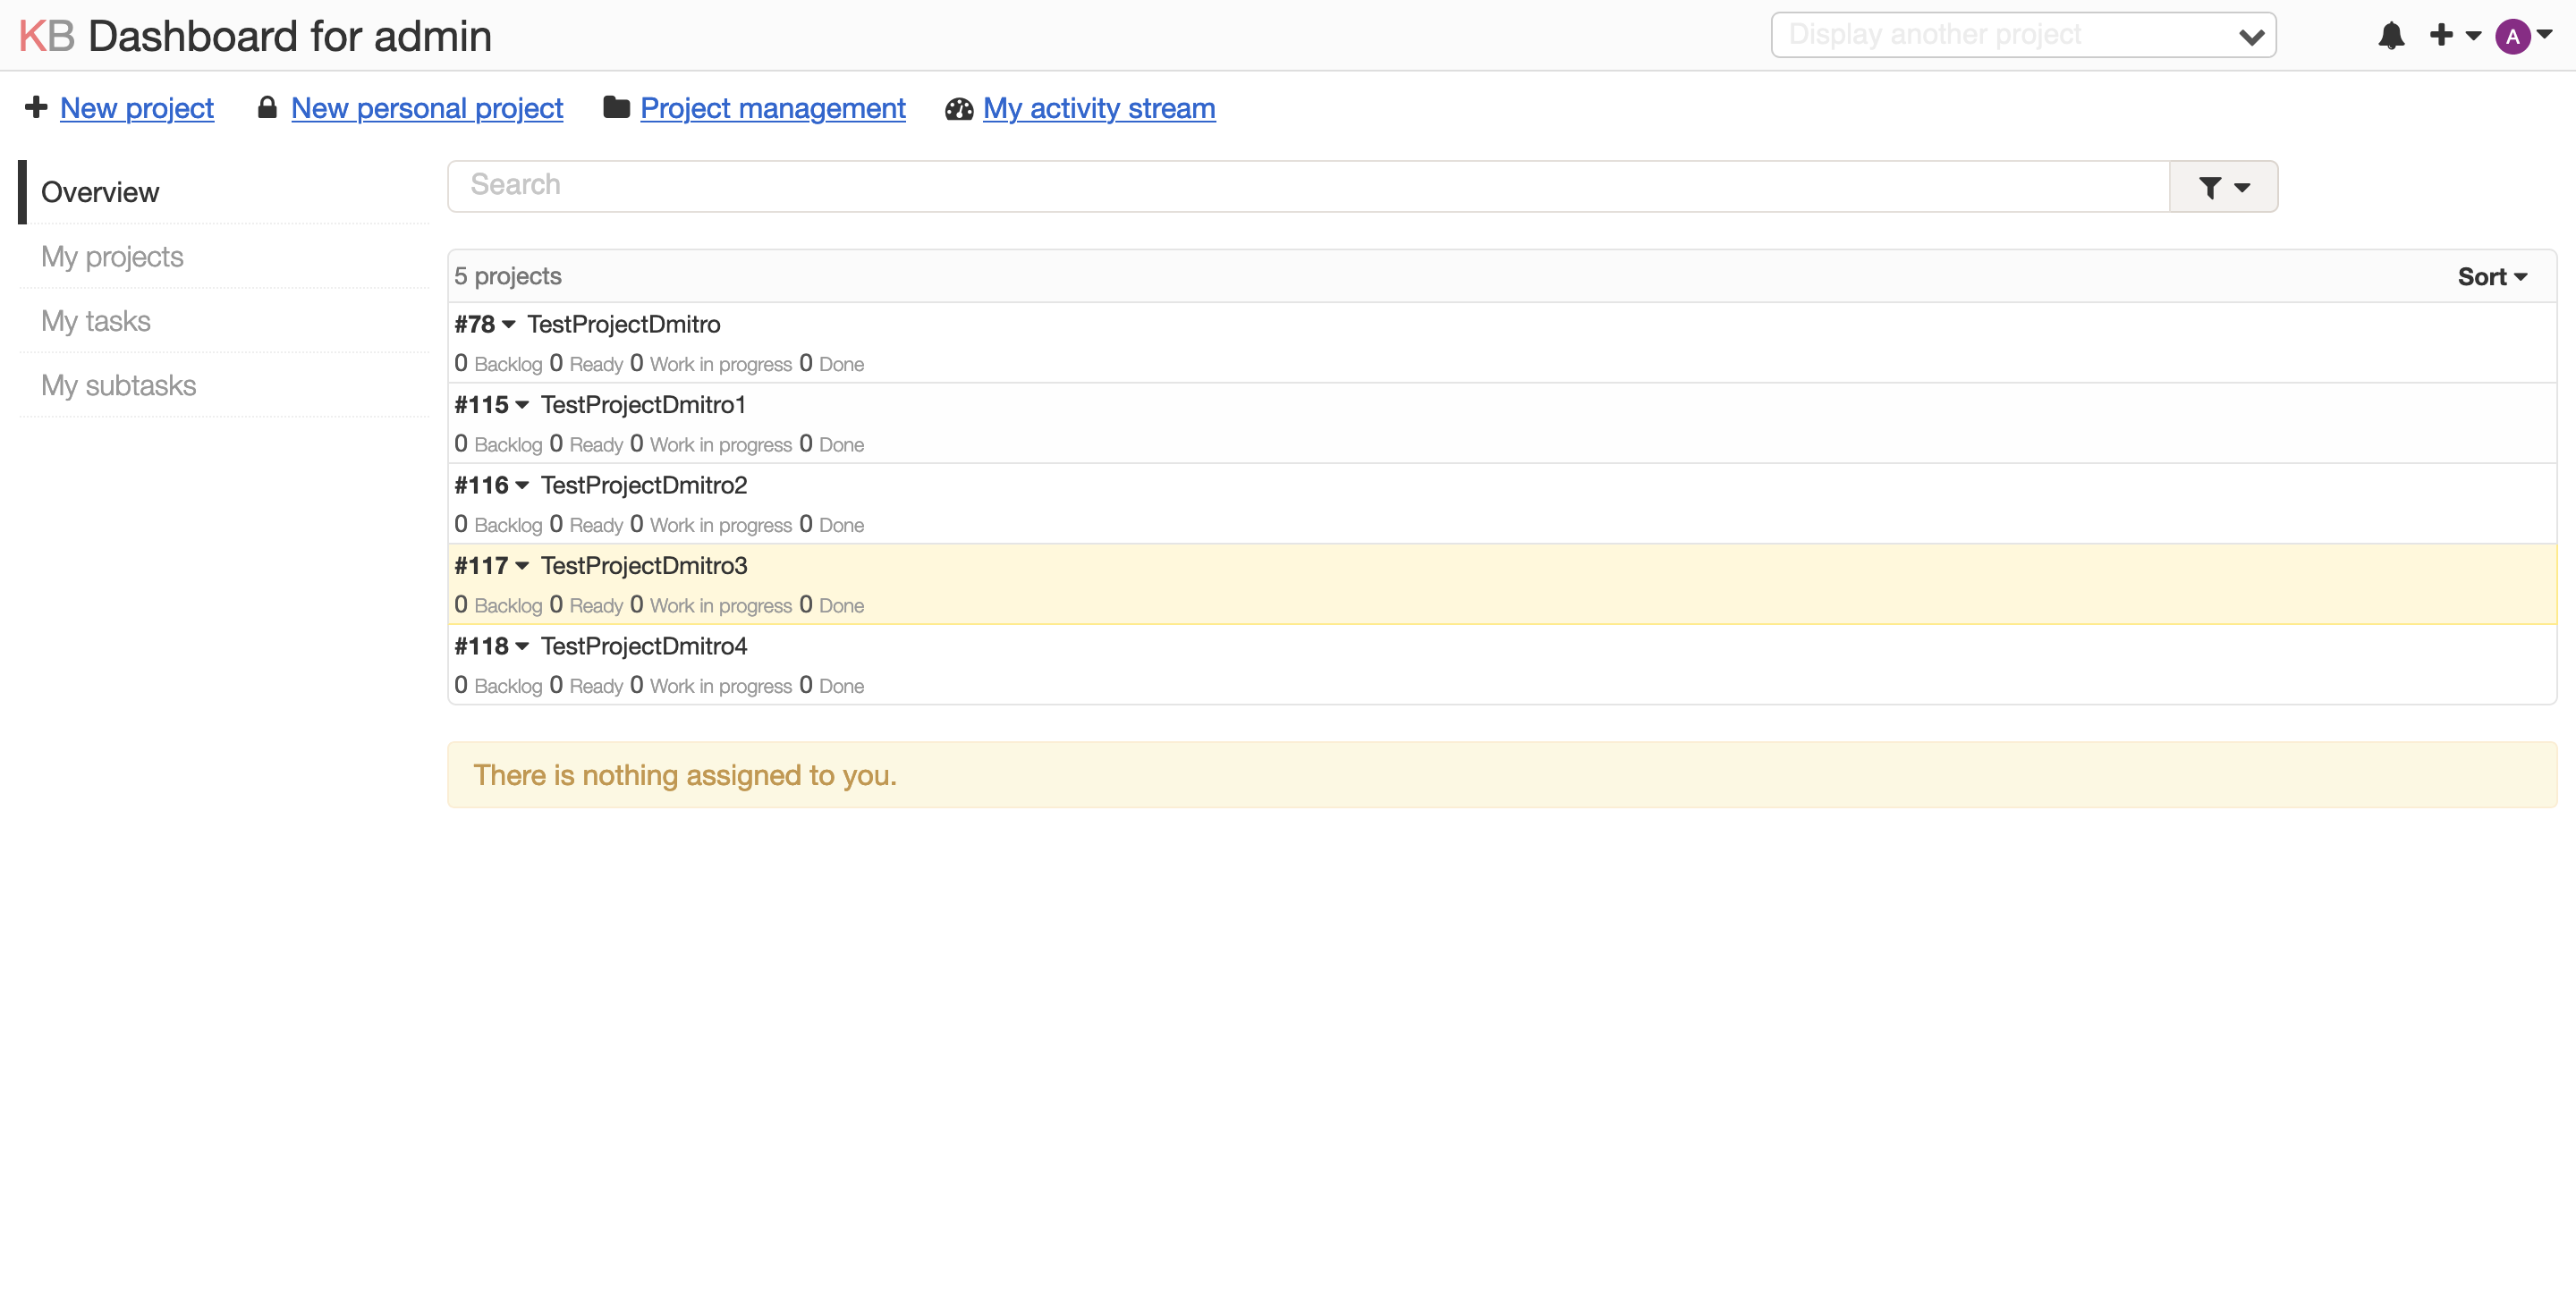 KB Dashboard for admin
Display another project
A
New project New personal project Project management My activity stream
Overview
My projects
My tasks
My subtasks
Search
5 projects Sort
#78 TestProjectDmitro
0 Backlog 0 Ready 0 Work in progress 0 Done
#115 TestProjectDmitro1
0 Backlog 0 Ready 0 Work in progress 0 Done
#116 TestProjectDmitro2
0 Backlog 0 Ready 0 Work in progress 0 Done
#117 TestProjectDmitro3
0 Backlog 0 Ready 0 Work in progress 0 Done
#118 TestProjectDmitro4
0 Backlog 0 Ready 0 Work in progress 0 Done
There is nothing assigned to you.